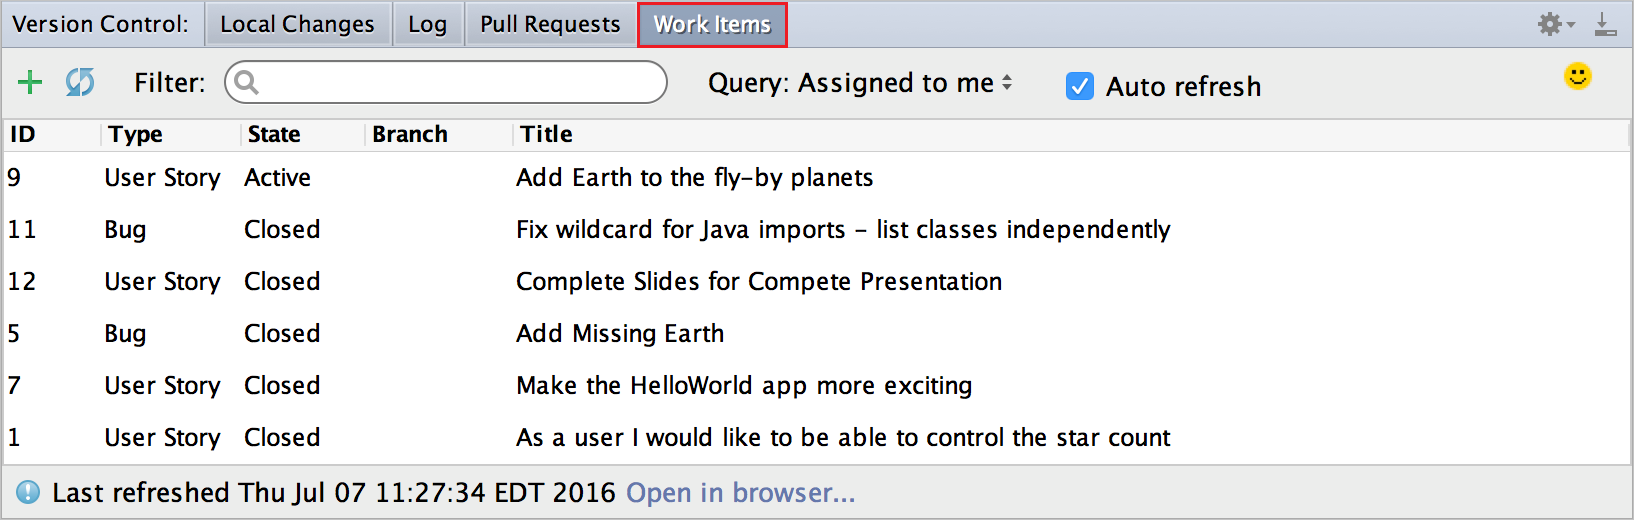 Version Control: Local Changes Log Pull Requests Work Items
Filter: Query: Assigned to me Auto refresh
ID Type State Branch Title
9 User Story Active Add Earth to the fly-by planets
11 Bug Closed Fix wildcard for Java imports - list classes independently
12 User Story Closed Complete Slides for Compete Presentation
5 Bug Closed Add Missing Earth
7 User Story Closed Make the HelloWorld app more exciting
1 User Story Closed As a user I would like to be able to control the star count
Last refreshed Thu Jul 07 11:27:34 EDT 2016 Open in browser...